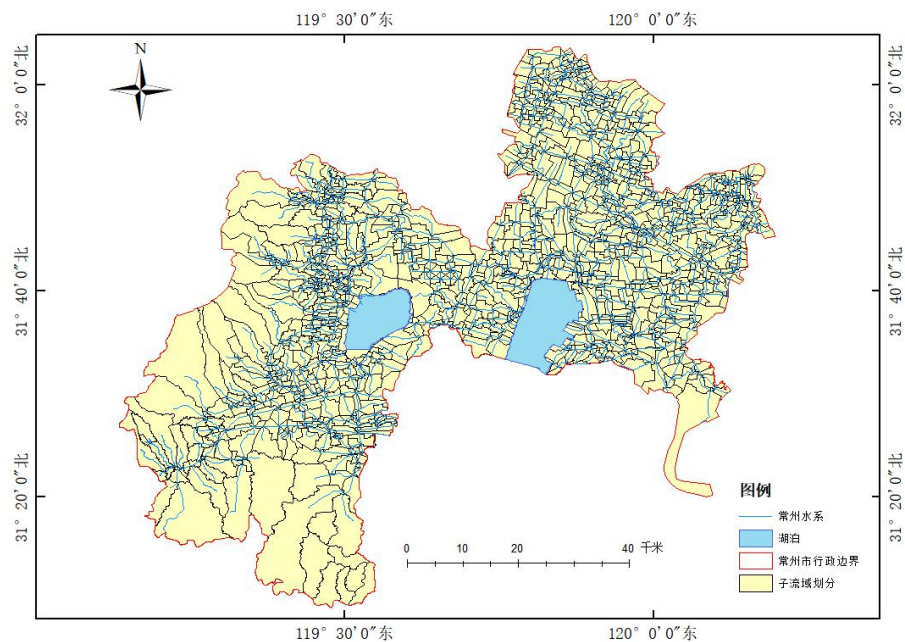 119° 30′0″东
120° 0′0″东
N
32° 0′0″北
32° 0′0″北
31° 40′0″北
31° 40′0″北
31° 20′0″北
31° 20′0″北
图例
常州水系
湖泊
常州市行政边界
子流域划分
0
10
20
40 千米
119° 30′0″东
120° 0′0″东